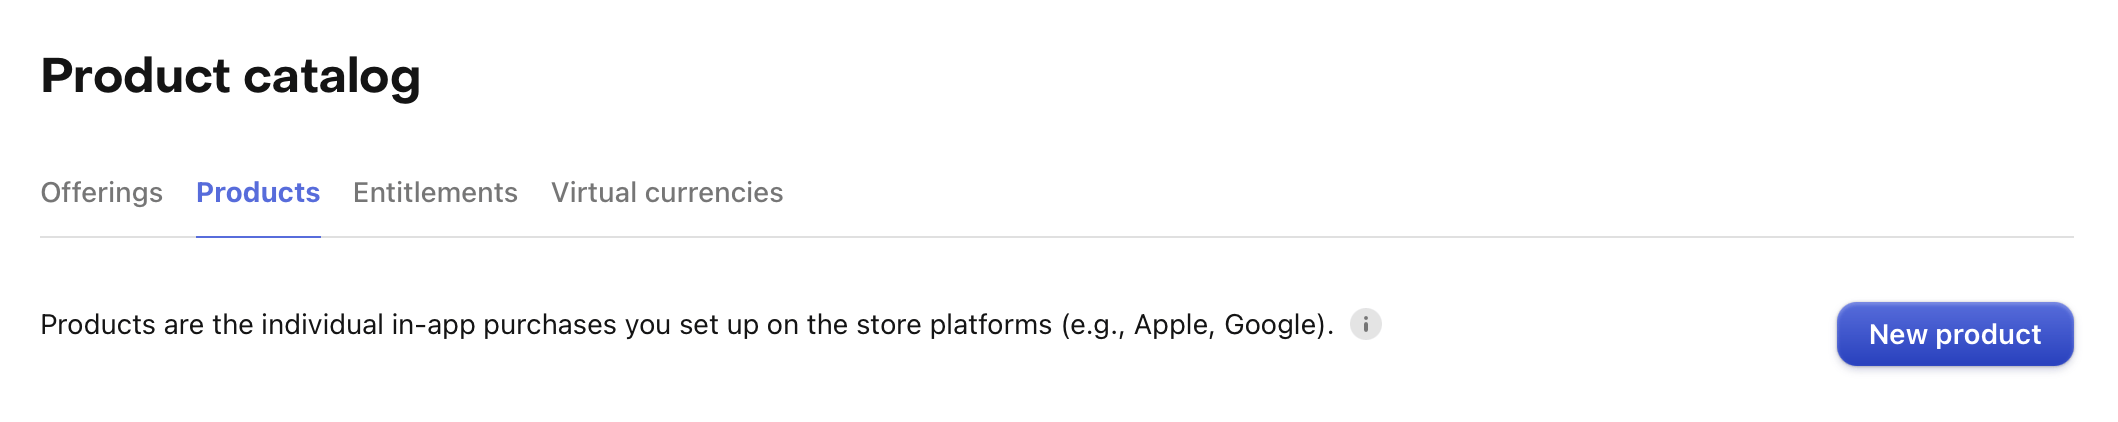 Product catalog
Offerings Products Entitlements Virtual currencies
Products are the individual in-app purchases you set up on the store platforms (e.g., Apple, Google). i
New product